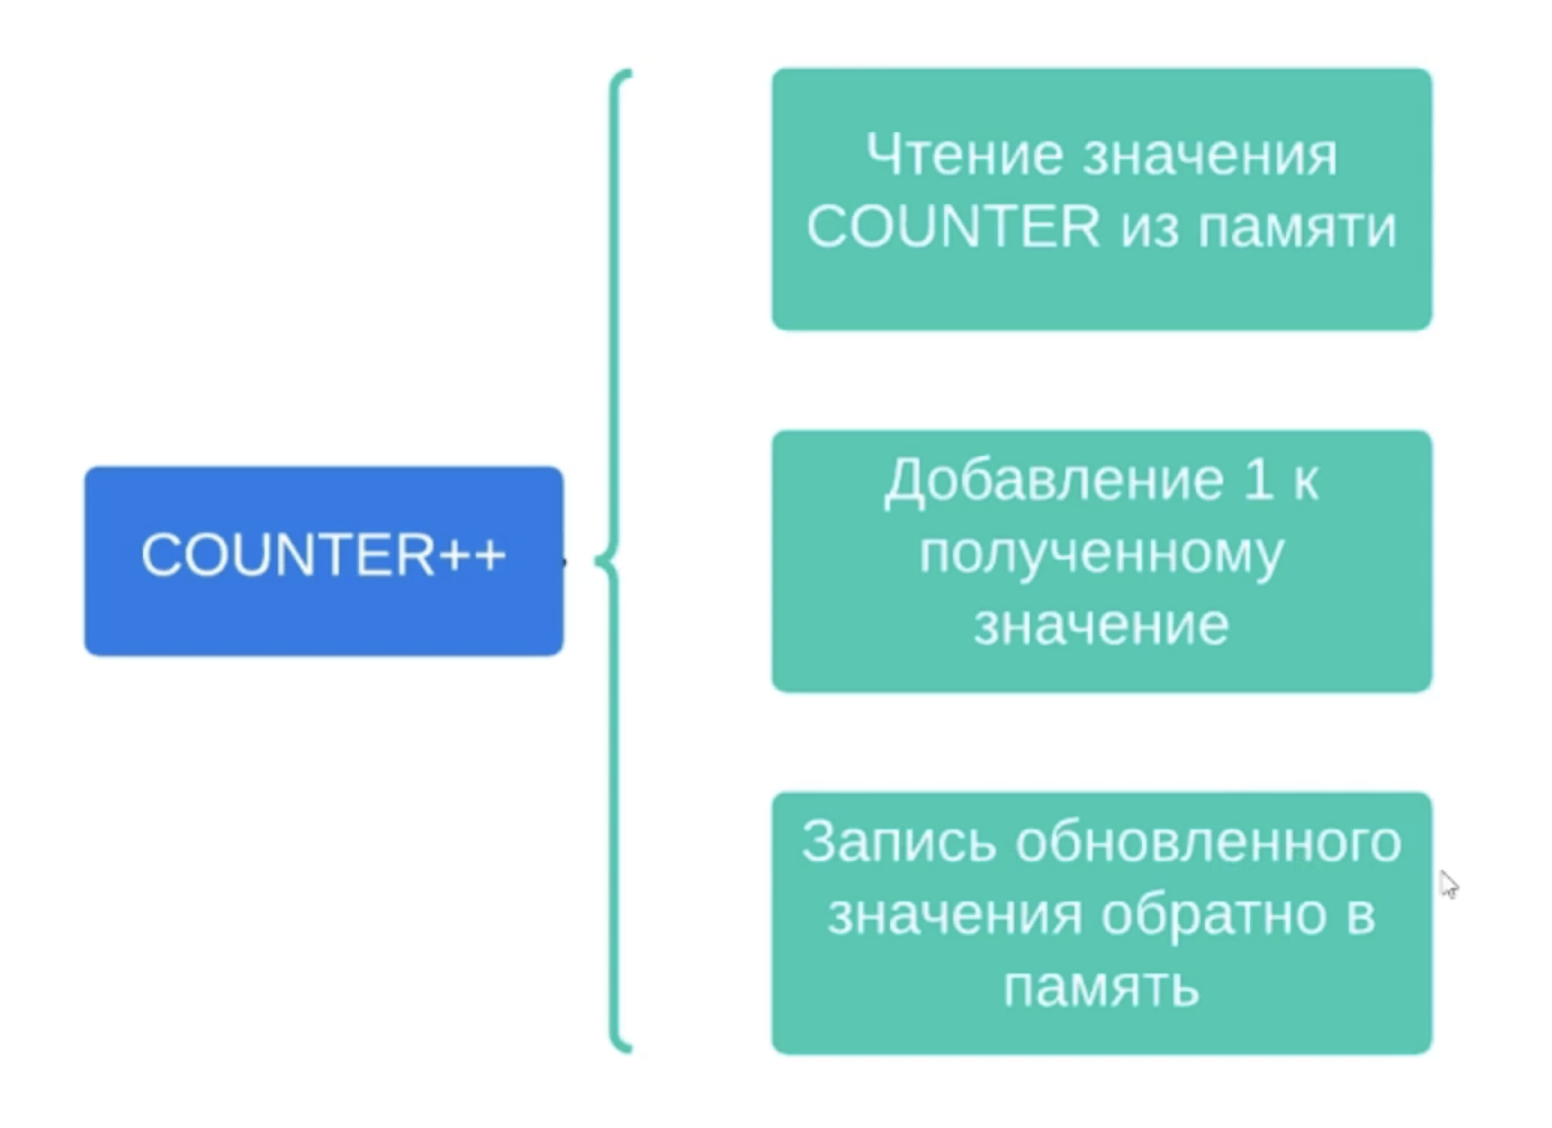 COUNTER++
Чтение значения
COUNTER из памяти
Добавление 1 к
полученному
значение
Запись обновленного
значения обратно в
память